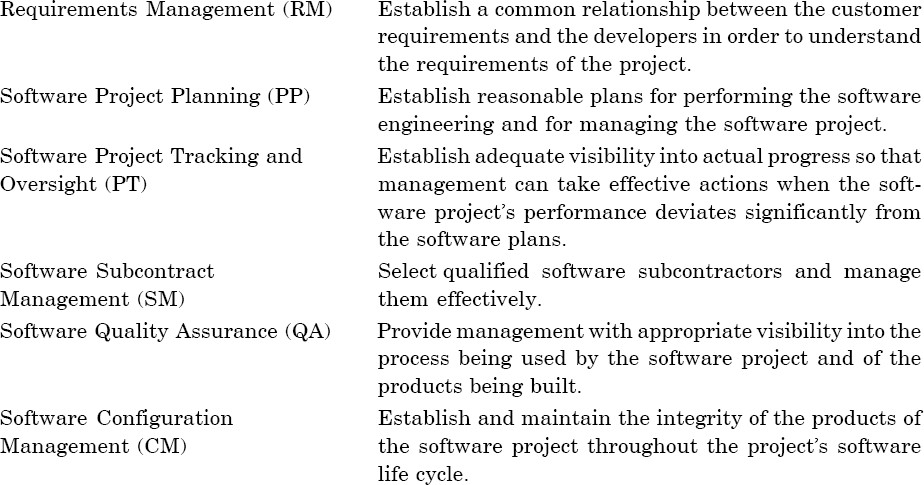 Requirements Management (RM)
Establish a common relationship between the customer
requirements and the developers in order to understand
the requirements of the project.
Software Project Planning (PP)
Establish reasonable plans for performing the software
engineering and for managing the software project.
Software Project Tracking and
Oversight (PT)
Establish adequate visibility into actual progress so that
management can take effective actions when the soft-
ware project's performance deviates significantly from
the software plans.
Software Subcontract
Management (SM)
Select qualified software subcontractors and manage
them effectively.
Software Quality Assurance (QA)
Provide management with appropriate visibility into the
process being used by the software project and of the
products being built.
Software Configuration
Management (CM)
Establish and maintain the integrity of the products of
the software project throughout the project's software
life cycle.